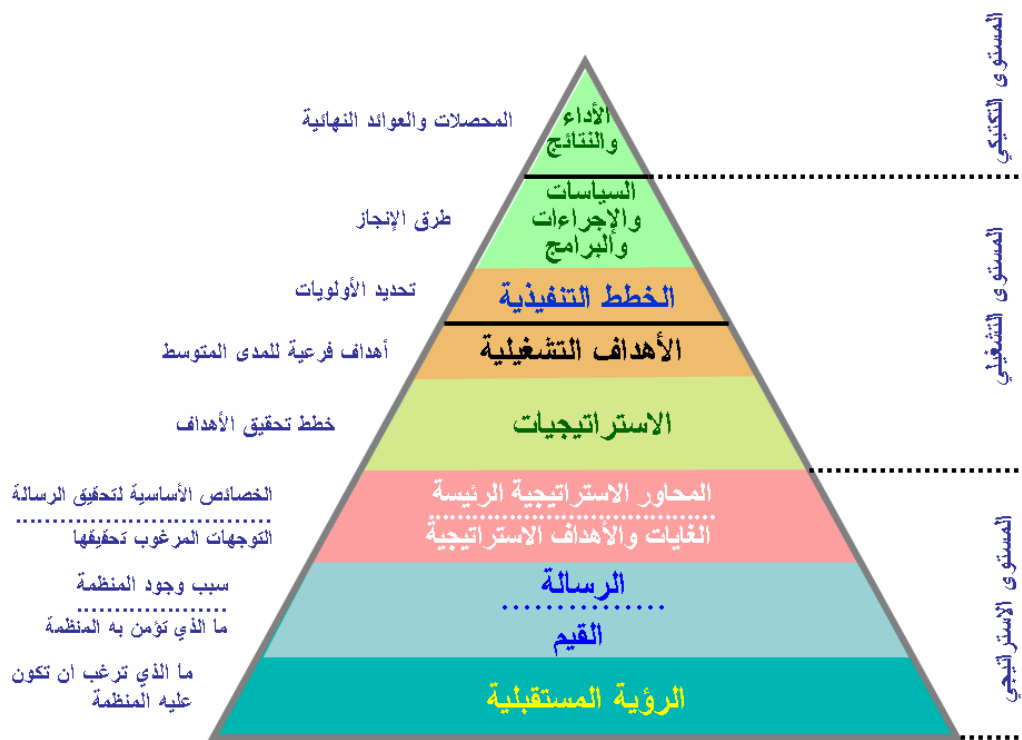 المستوى التكتيكي
الأداء
والنتائج
المحصلات والعوائد النهائية
المستوى التشغيلي
السياسات
والإجراءات
والبرامج
طرق الإنجاز
الخطط التنفيذية
تحديد الأولويات
الأهداف التشغيلية
أهداف فرعية للمدى المتوسط
الاستراتيجيات
خطط تحقيق الأهداف
المستوى الاستراتيجي
المحاور الاستراتيجية الرئيسة
الخصائص الأساسية لتحقيق الرسالة
الغايات والأهداف الاستراتيجية
التوجهات المرغوب تحقيقها
الرسالة
سبب وجود المنظمة
القيم
ما الذي تؤمن به المنظمة
الرؤية المستقبلية
ما الذي ترغب ان تكون
عليه المنظمة